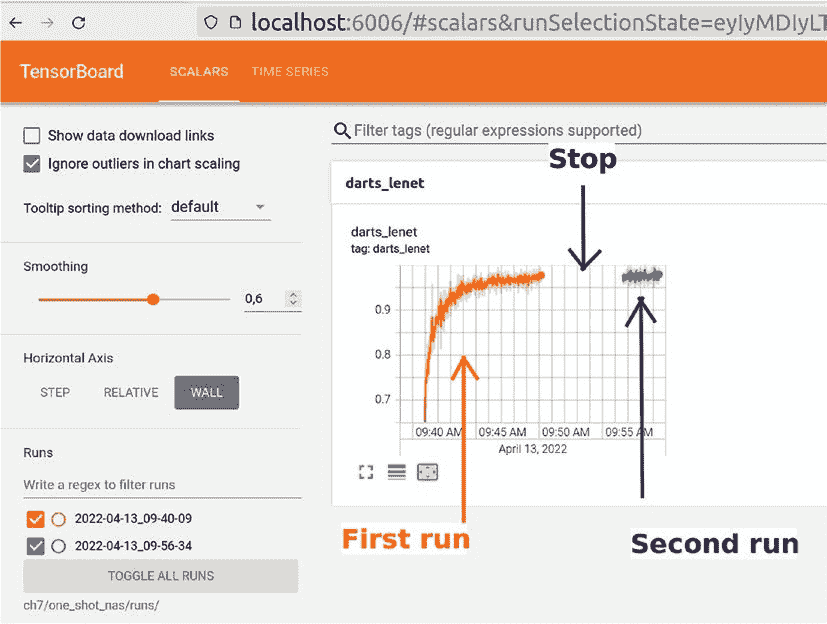 localhost:6006/#scalars&runSelectionState=eyIyMDIyLT
TensorBoard SCALARS TIME SERIES
Show data download links
Ignore outliers in chart scaling
Tooltip sorting method: default
Smoothing
0,6
Horizontal Axis
STEP RELATIVE WALL
Runs
Write a regex to filter runs
2022-04-13_09-40-09
2022-04-13_09-56-34
TOGGLE ALL RUNS
ch7/one_shot_nas/runs/
Filter tags (regular expressions supported)
Stop
darts_lenet
darts_lenet
tag: darts_lenet
0.9
0.8
0.7
09:40 AM 09:45 AM 09:50 AM 09:55 AM
April 13, 2022
First run
Second run